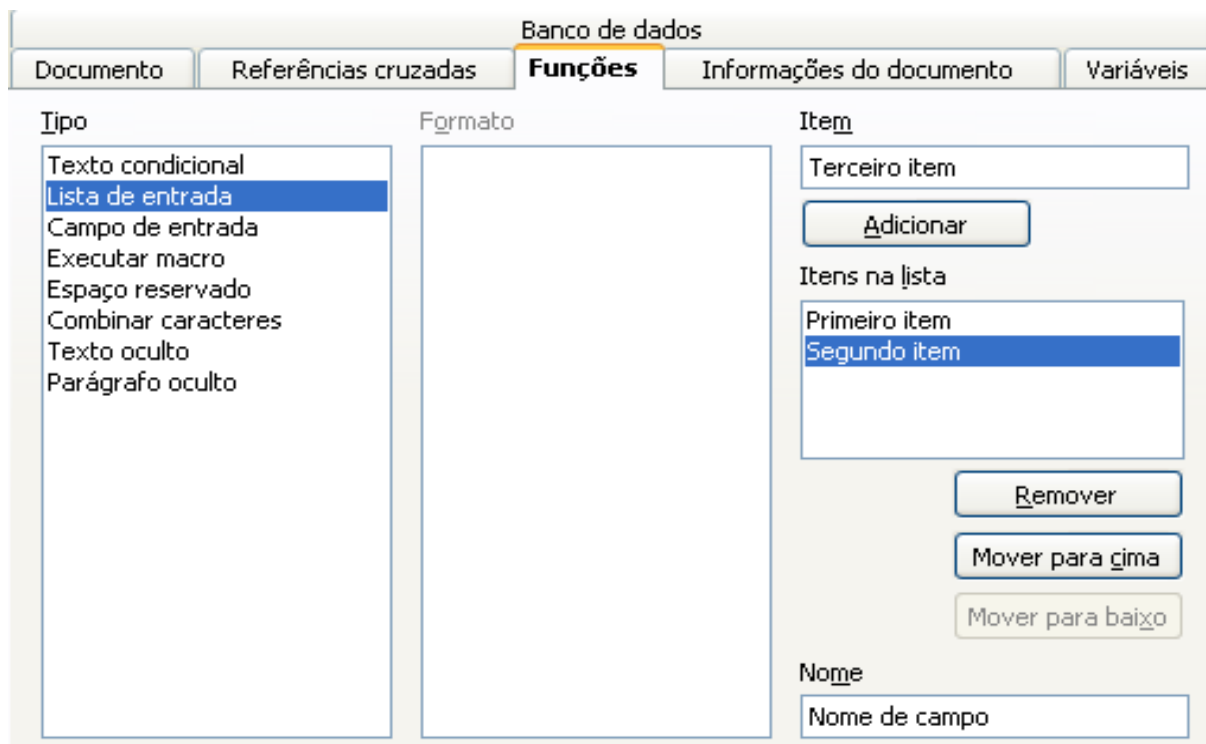 Banco de dados
Documento
Referências cruzadas
Funções
Informações do documento
Variáveis
Tipo
Texto condicional
Lista de entrada
Campo de entrada
Executar macro
Espaço reservado
Combinar caracteres
Texto oculto
Parágrafo oculto
Formato
Item
Terceiro item
Adicionar
Itens na lista
Primeiro item
Segundo item
Remover
Mover para cima
Mover para baixo
Nome
Nome de campo